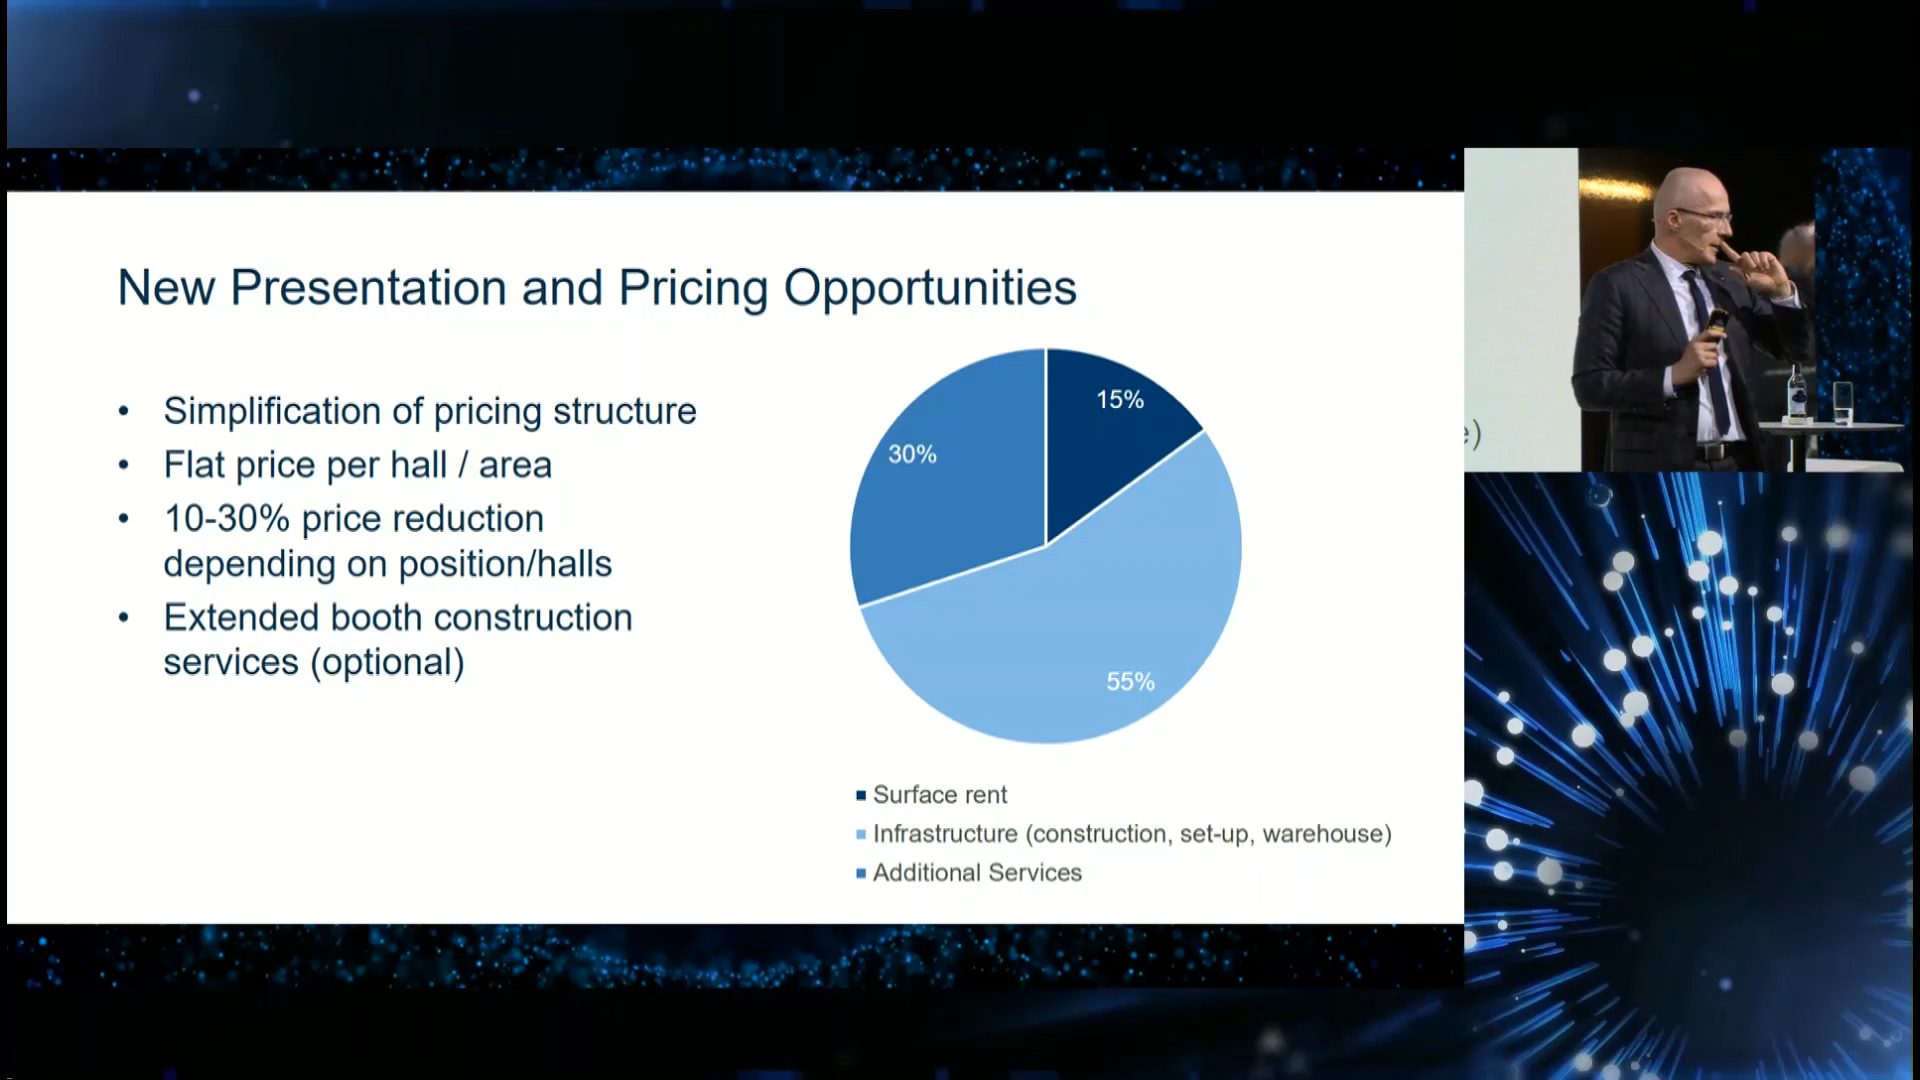 New Presentation and Pricing Opportunities
• Simplification of pricing structure
• Flat price per hall / area
• 10-30% price reduction
depending on position/halls
• Extended booth construction
services (optional)
15%
30%
55%
Surface rent
Infrastructure (construction, set-up, warehouse)
Additional Services
e)